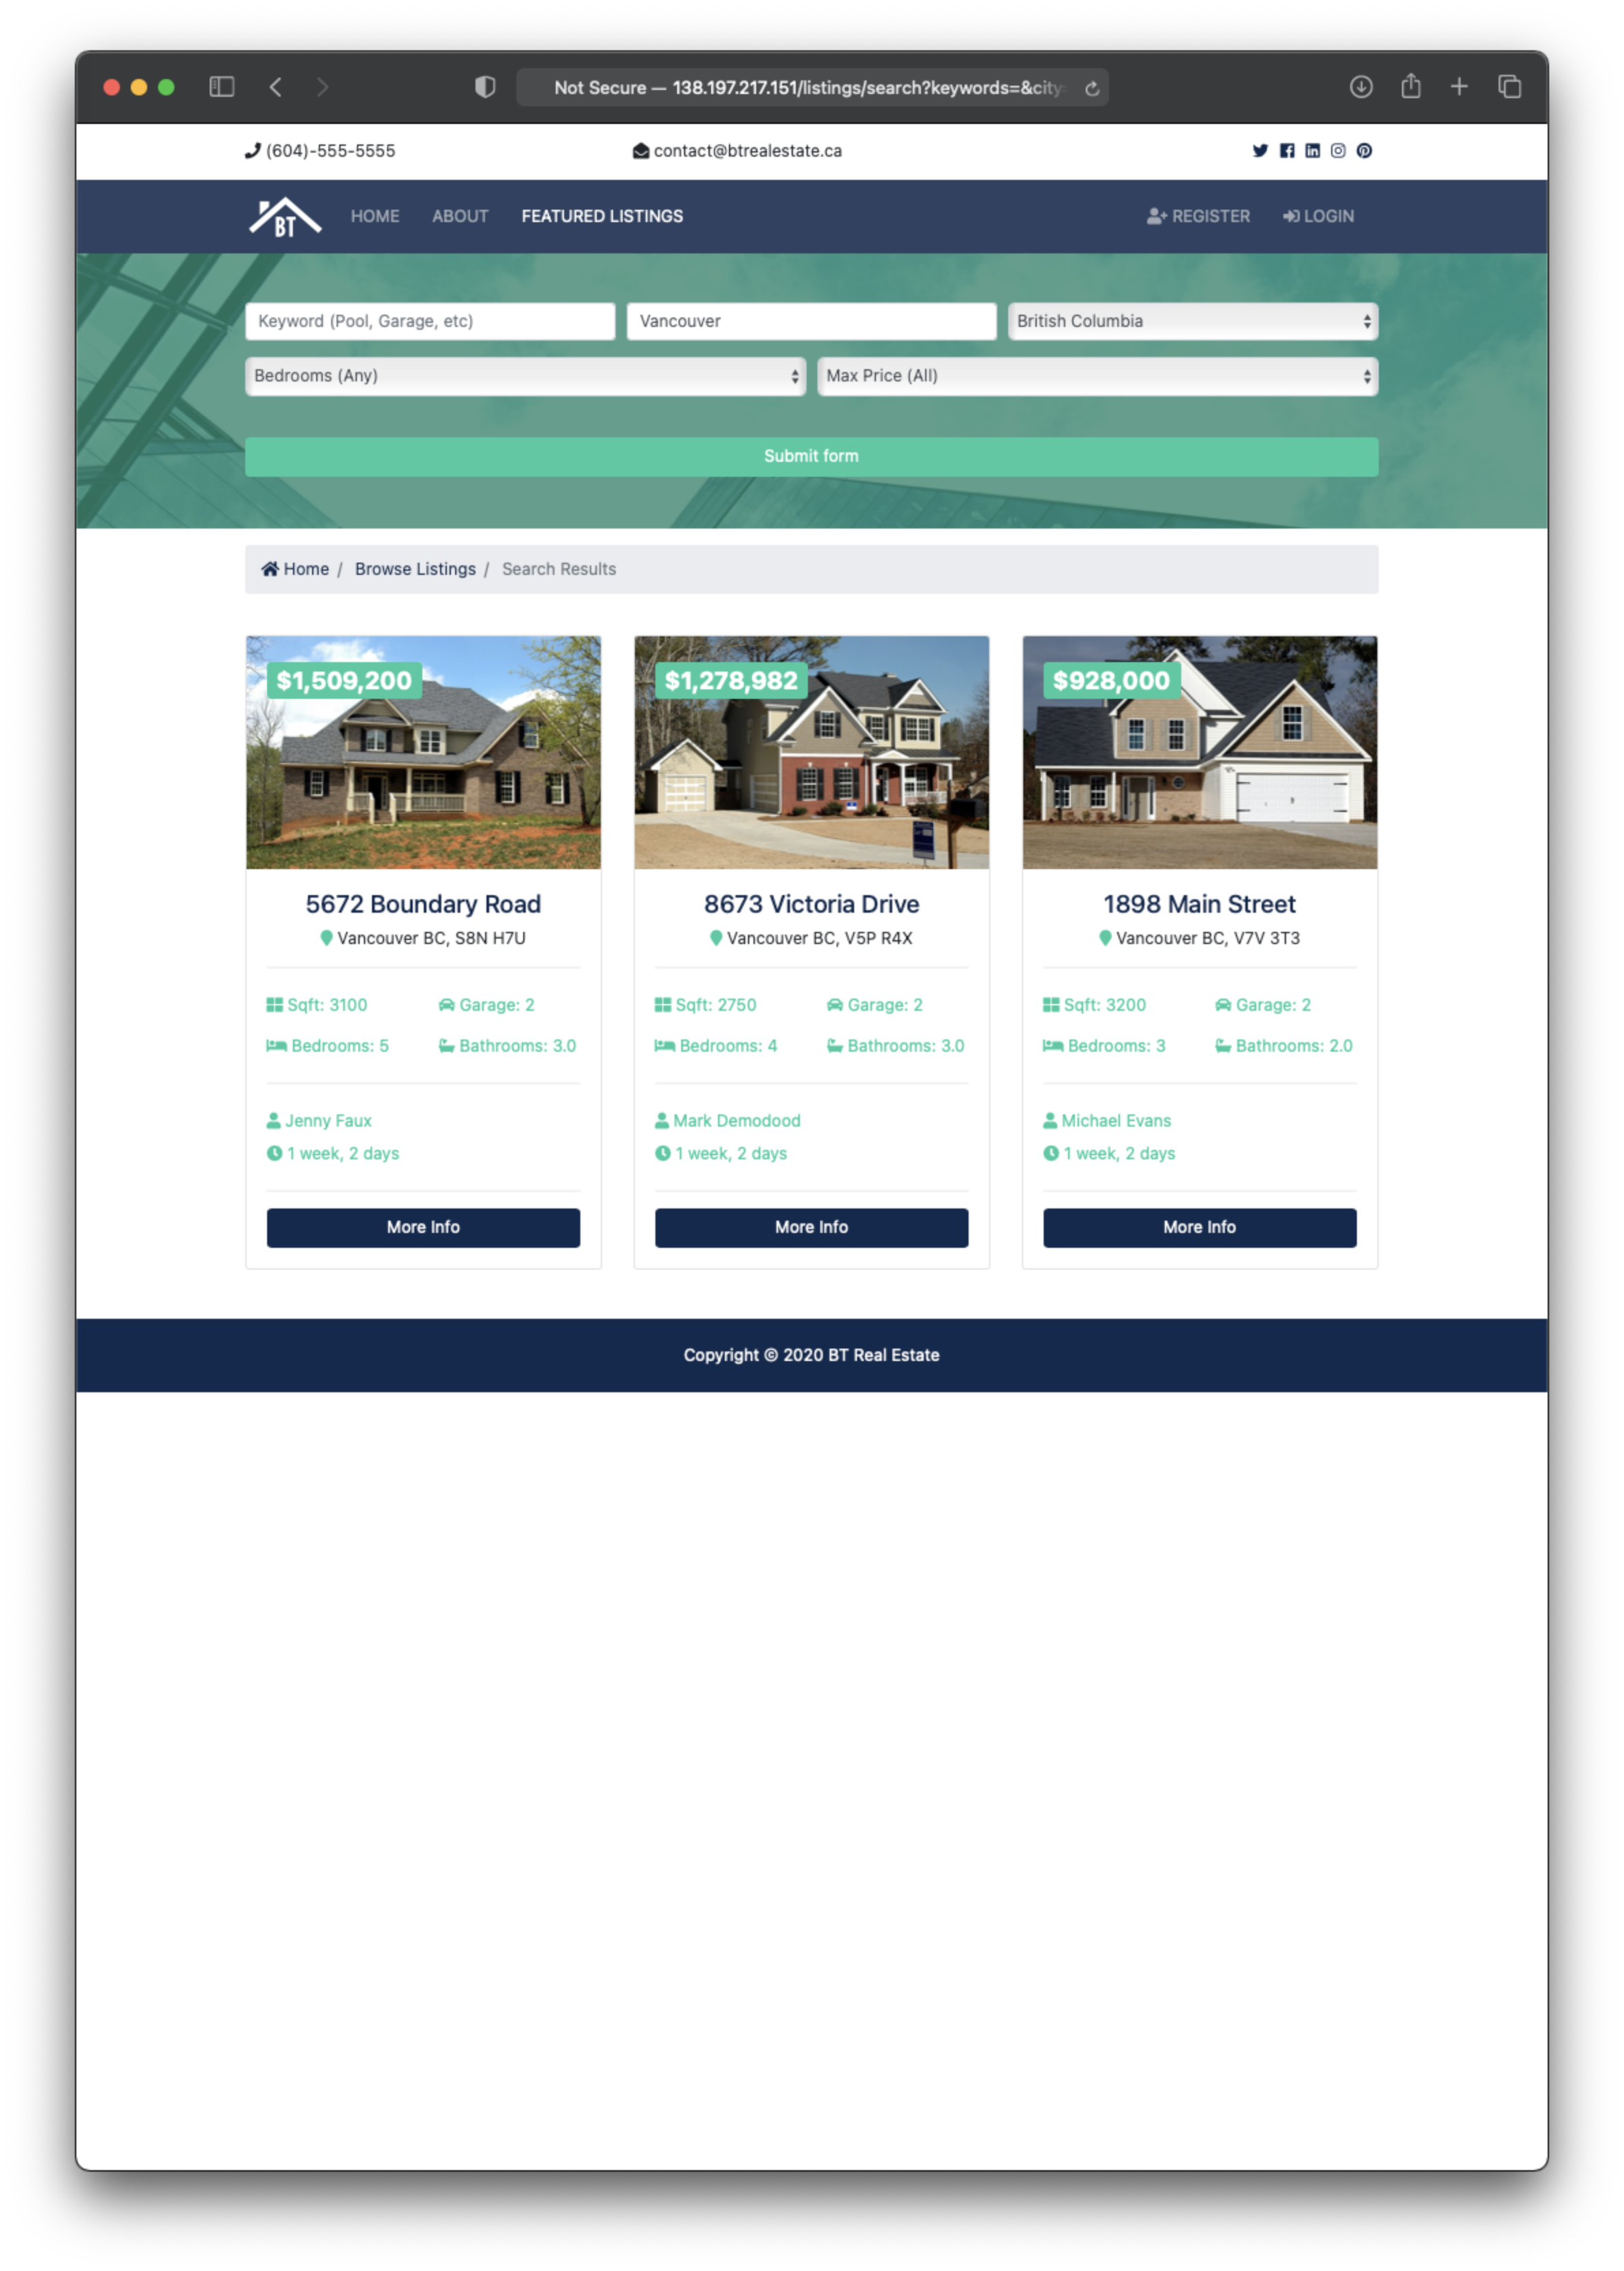 Not Secure — 138.197.217.151/listings/search?keywords=&city
(604)-555-5555
contact@btrealestate.ca
BT
HOME
ABOUT
FEATURED LISTINGS
REGISTER
LOGIN
Keyword (Pool, Garage, etc)
Vancouver
British Columbia
Bedrooms (Any)
Max Price (All)
Submit form
Home / Browse Listings / Search Results
$1,509,200
5672 Boundary Road
Vancouver BC, S8N H7U
Sqft: 3100
Garage: 2
Bedrooms: 5
Bathrooms: 3.0
Jenny Faux
1 week, 2 days
More Info
$1,278,982
8673 Victoria Drive
Vancouver BC, V5P R4X
Sqft: 2750
Garage: 2
Bedrooms: 4
Bathrooms: 3.0
Mark Demodood
1 week, 2 days
More Info
$928,000
1898 Main Street
Vancouver BC, V7V 3T3
Sqft: 3200
Garage: 2
Bedrooms: 3
Bathrooms: 2.0
Michael Evans
1 week, 2 days
More Info
Copyright © 2020 BT Real Estate